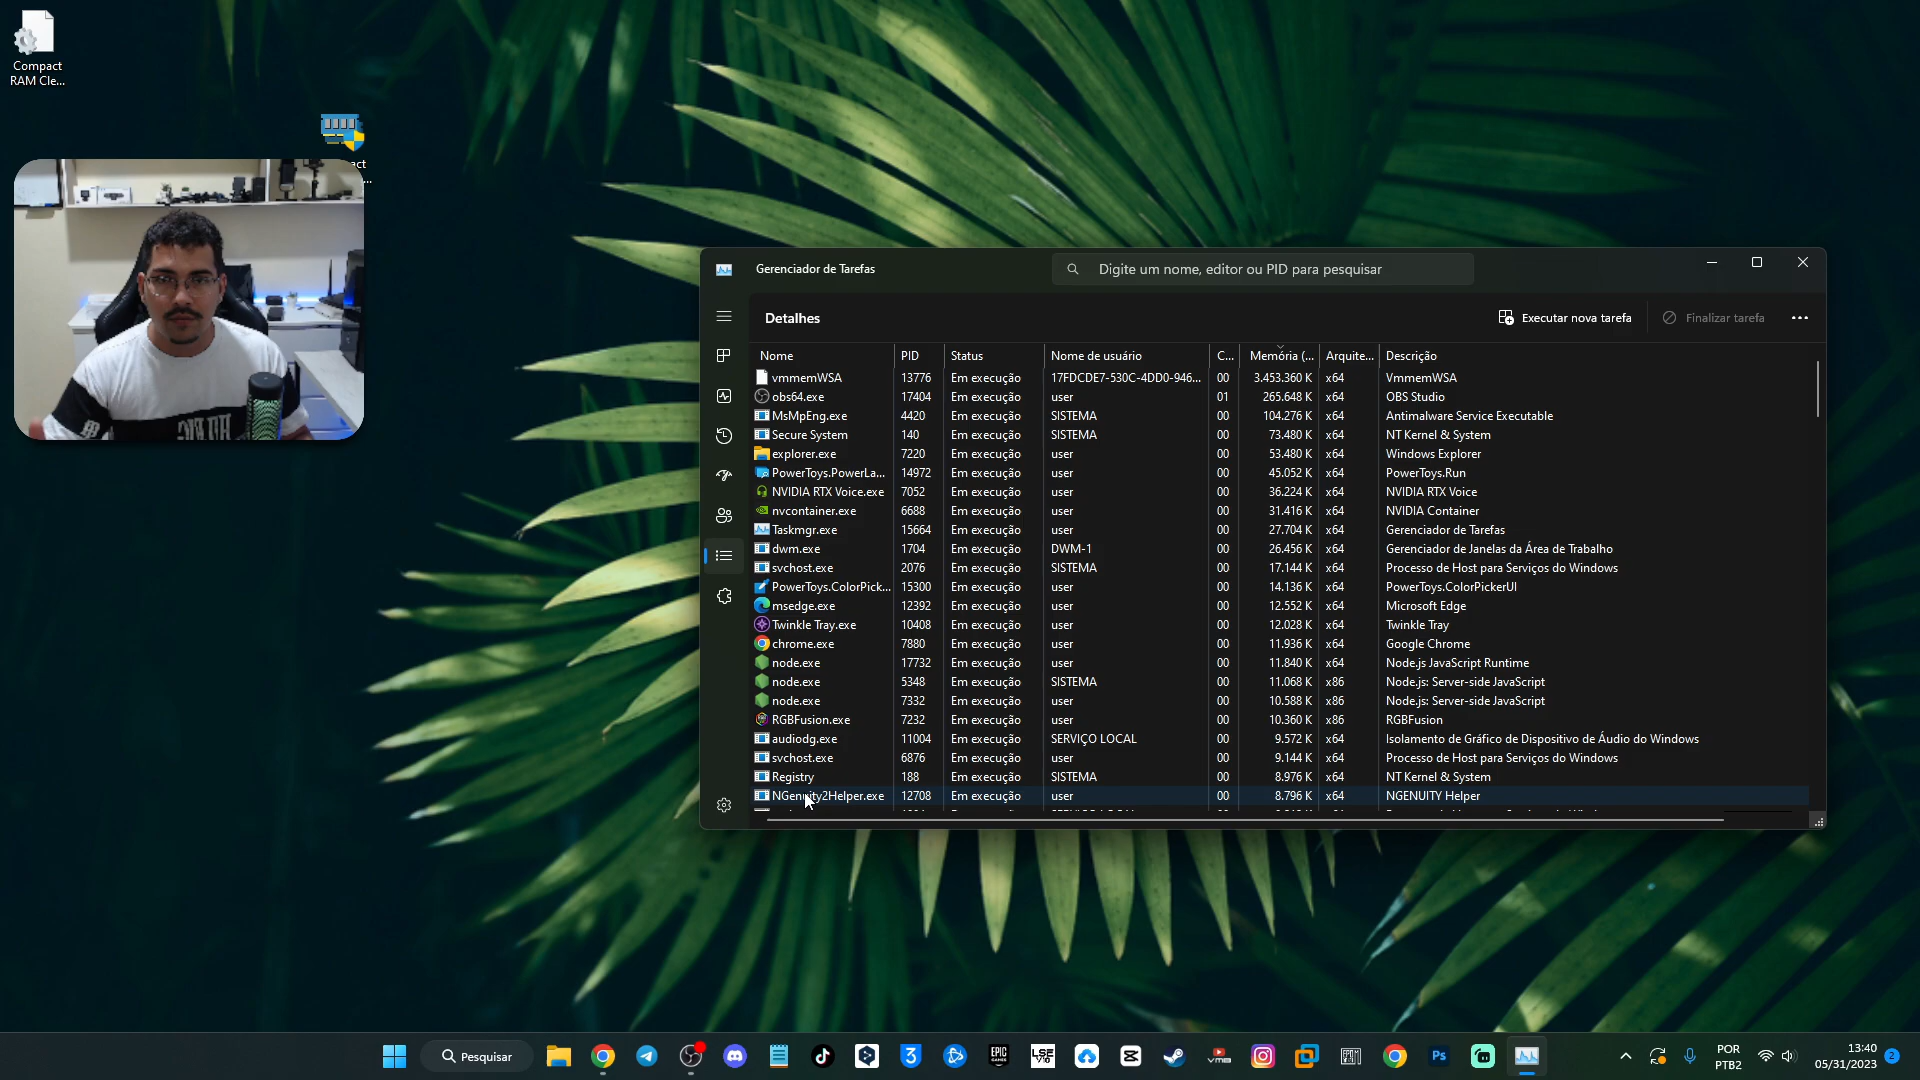 Compact
RAM Cle...
act
...
Gerenciador de Tarefas
Digite um nome, editor ou PID para pesquisar
Detalhes
Executar nova tarefa
Finalizar tarefa
Nome PID Status Nome de usuário C... Memória (... Arquite... Descrição
vmmemWSA 13776 Em execução 17FDCDE7-530C-4DD0-946... 00 3.453.360 K x64 VmmemWSA
obs64.exe 17404 Em execução user 01 265.648 K x64 OBS Studio
MsMpEng.exe 4420 Em execução SISTEMA 00 104.276 K x64 Antimalware Service Executable
Secure System 140 Em execução SISTEMA 00 73.480 K x64 NT Kernel & System
explorer.exe 7220 Em execução user 00 53.480 K x64 Windows Explorer
PowerToys.PowerLa... 14972 Em execução user 00 45.052 K x64 PowerToys.Run
NVIDIA RTX Voice.exe 7052 Em execução user 00 36.224 K x64 NVIDIA RTX Voice
nvcontainer.exe 6688 Em execução user 00 31.416 K x64 NVIDIA Container
Taskmgr.exe 15664 Em execução user 00 27.704 K x64 Gerenciador de Tarefas
dwm.exe 1704 Em execução DWM-1 00 26.456 K x64 Gerenciador de Janelas da Área de Trabalho
svchost.exe 2076 Em execução SISTEMA 00 17.144 K x64 Processo de Host para Serviços do Windows
PowerToys.ColorPick... 15300 Em execução user 00 14.136 K x64 PowerToys.ColorPickerUI
msedge.exe 12392 Em execução user 00 12.552 K x64 Microsoft Edge
Twinkle Tray.exe 10408 Em execução user 00 12.028 K x64 Twinkle Tray
chrome.exe 7880 Em execução user 00 11.936 K x64 Google Chrome
node.exe 17732 Em execução user 00 11.840 K x64 Node.js JavaScript Runtime
node.exe 5348 Em execução SISTEMA 00 11.068 K x86 Node.js: Server-side JavaScript
node.exe 7332 Em execução user 00 10.588 K x86 Node.js: Server-side JavaScript
RGBFusion.exe 7232 Em execução user 00 10.360 K x86 RGBFusion
audiodg.exe 11004 Em execução SERVIÇO LOCAL 00 9.572 K x64 Isolamento de Gráfico de Dispositivo de Áudio do Windows
svchost.exe 6876 Em execução user 00 9.144 K x64 Processo de Host para Serviços do Windows
Registry 188 Em execução SISTEMA 00 8.976 K x64 NT Kernel & System
NGenuity2Helper.exe 12708 Em execução user 00 8.796 K x64 NGENUITY Helper
Pesquisar
EPIC
GAMES
Ps
POR
PTB2
13:40
05/31/2023
2